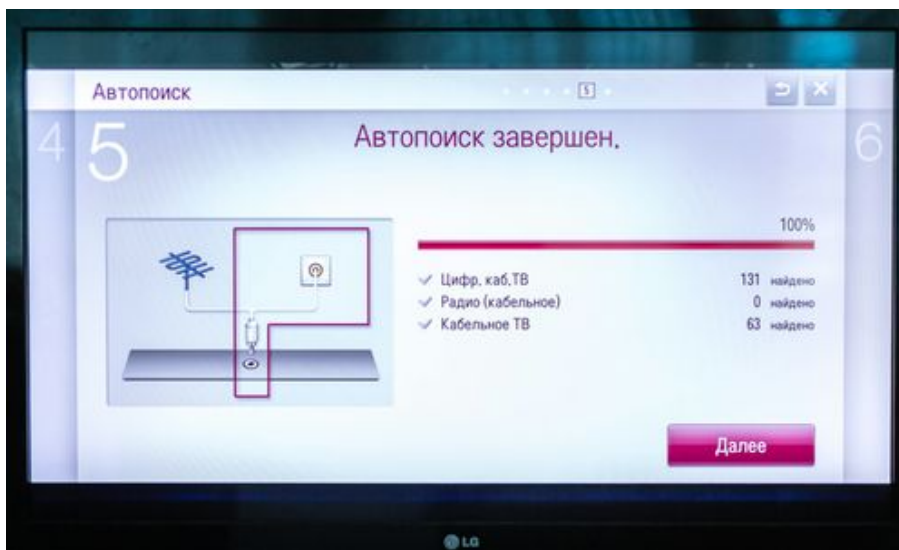 Автопоиск
5
4
5
Автопоиск завершен.
6
100%
Цифр. каб.ТВ 131 найдено
Радио (кабельное) 0 найдено
Кабельное ТВ 63 найдено
Далее
LG